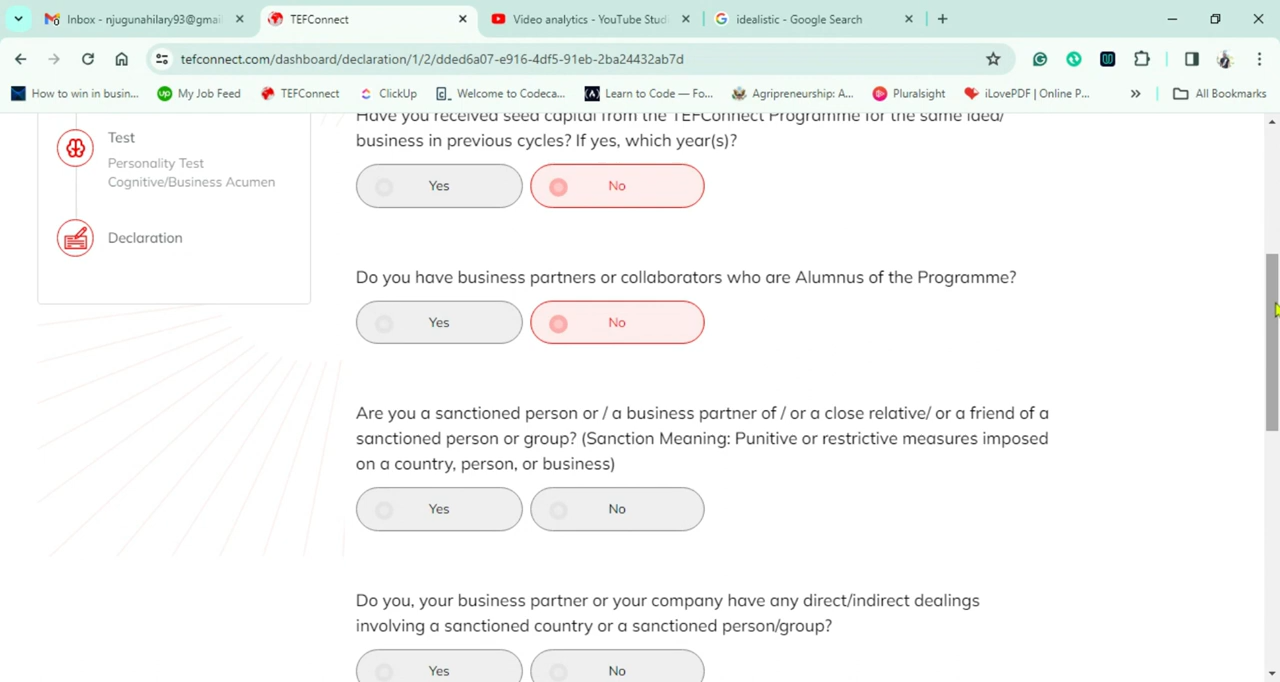 Inbox - njugunahilary93@gmai
TEFConnect
Video analytics - YouTube Stud
idealistic - Google Search
tefconnect.com/dashboard/declaration/1/2/dded6a07-e916-4df5-91eb-2ba24432ab7d
How to win in busin...
My Job Feed
TEFConnect
ClickUp
Welcome to Codeca...
Learn to Code — Fo...
Agripreneurship: A...
Pluralsight
iLovePDF | Online P...
All Bookmarks
Test
Personality Test
Cognitive/Business Acumen
Declaration
Have you received seed capital from the TEFConnect Programme for the same idea/
business in previous cycles? If yes, which year(s)?
Yes
No
Do you have business partners or collaborators who are Alumnus of the Programme?
Yes
No
Are you a sanctioned person or / a business partner of / or a close relative/ or a friend of a
sanctioned person or group? (Sanction Meaning: Punitive or restrictive measures imposed
on a country, person, or business)
Yes
No
Do you, your business partner or your company have any direct/indirect dealings
involving a sanctioned country or a sanctioned person/group?
Yes
No